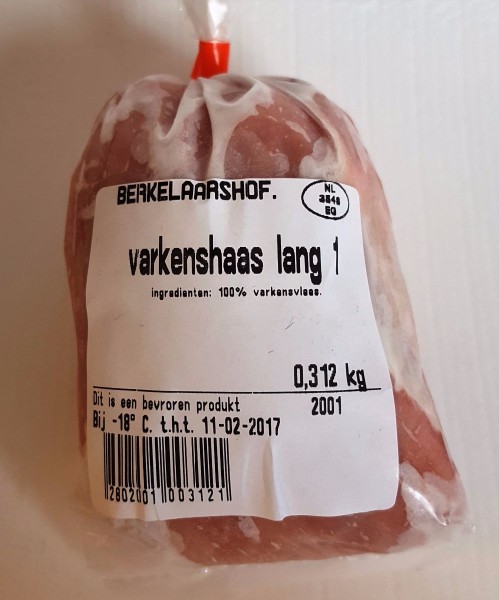 BERKELAARSHOF.
NL
3548
EG
varkenshaas lang 1
ingredienten: 100% varkensvlees.
0,312 kg
Dit is een bevroren produkt
2001
Bij -18° C. t.h.t. 11-02-2017
2802001 003121